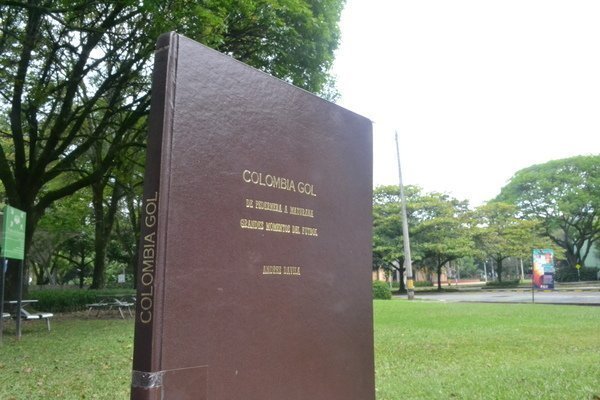 COLOMBIA GOL
COLOMBIA GOL
DE PEDERNERA A MATURANA
GRANDES MOMENTOS DEL FUTBOL
ANDRES DAVILA